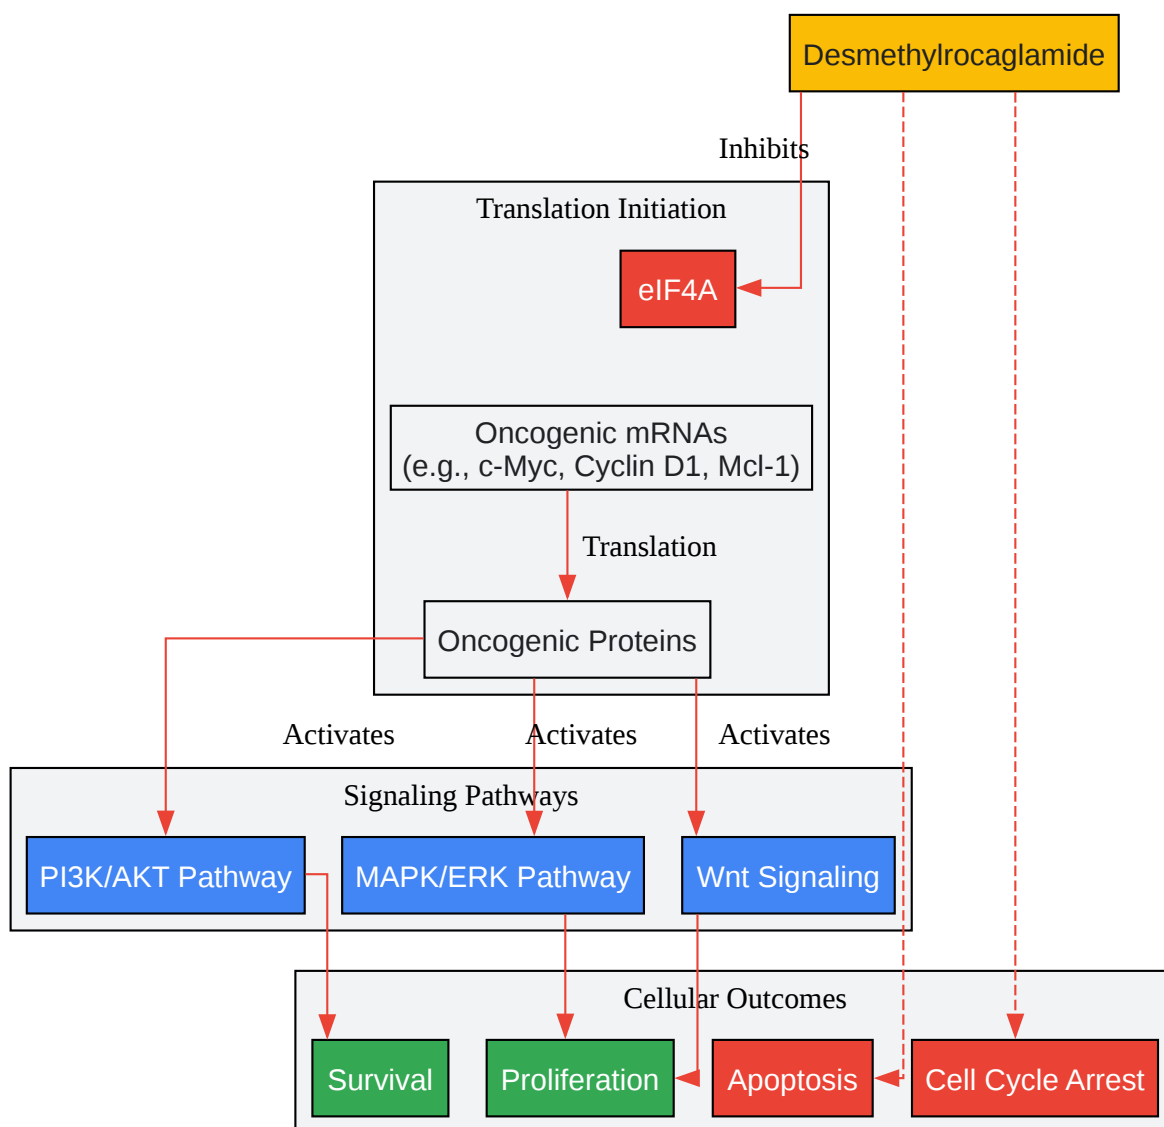 Desmethylrocaglamide
Inhibits
Translation Initiation
eIF4A
Oncogenic mRNAs
(e.g., c-Myc, Cyclin D1, Mcl-1)
Translation
Oncogenic Proteins
Activates
Activates
Activates
Signaling Pathways
PI3K/AKT Pathway
MAPK/ERK Pathway
Wnt Signaling
Cellular Outcomes
Survival
Proliferation
Apoptosis
Cell Cycle Arrest